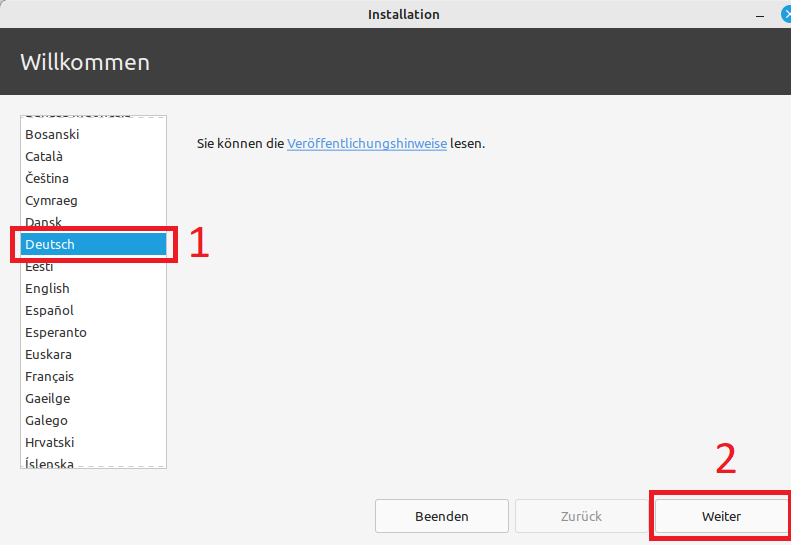 Installation
Willkommen
Bosanski
Català
Čeština
Cymraeg
Dansk
Deutsch
1
Eesti
English
Español
Esperanto
Euskara
Français
Gaeilge
Galego
Hrvatski
Íslenska
Sie können die Veröffentlichungshinweise lesen.
2
Beenden
Zurück
Weiter